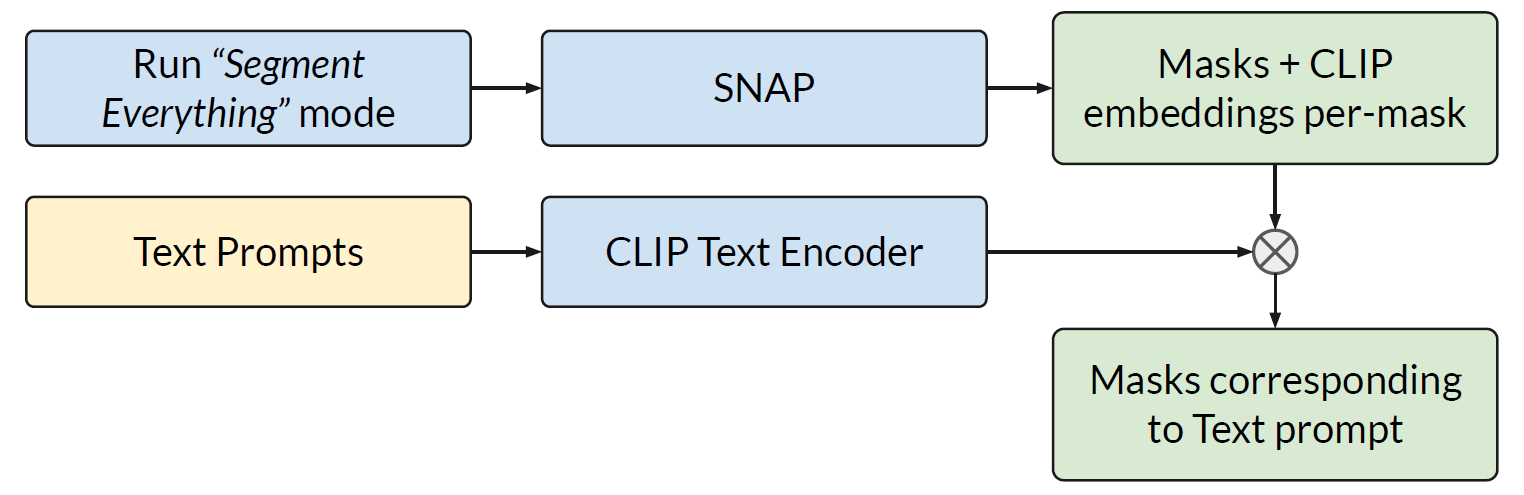 Run “Segment
Everything” mode
SNAP
Masks + CLIP
embeddings per-mask
Text Prompts
CLIP Text Encoder
Masks corresponding
to Text prompt